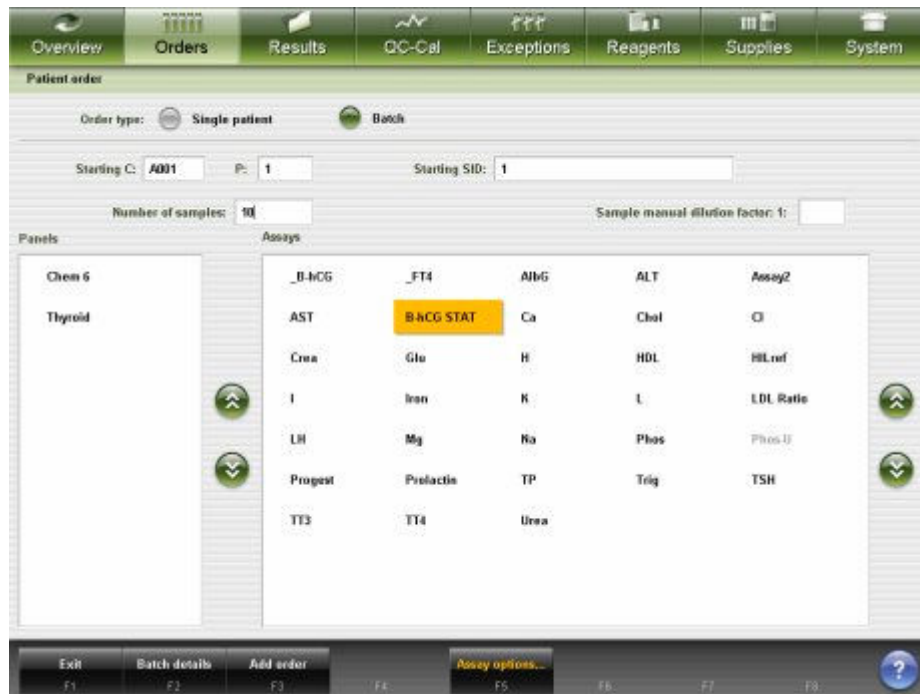 Overview Orders Results QC-Cal Exceptions Reagents Supplies System
Patient order
Order type: Single patient Batch
Starting C: A001 P: 1 Starting SID: 1
Number of samples: 10 Sample manual dilution factor: 1:
Panels Assays
Chem 6 _B-hCG _FT4 AlbG ALT Assay2
Thyroid AST B-hCG STAT Ca Chol Cl
Crea Glu H HDL HILref
I Iron K L LDL Ratio
LH Mg Na Phos Phos-U
Progest Prolactin TP Trig TSH
TT3 TT4 Urea
Exit Batch details Add order Assay options...
F1 F2 F3 F4 F5 F6 F7 F8 ?